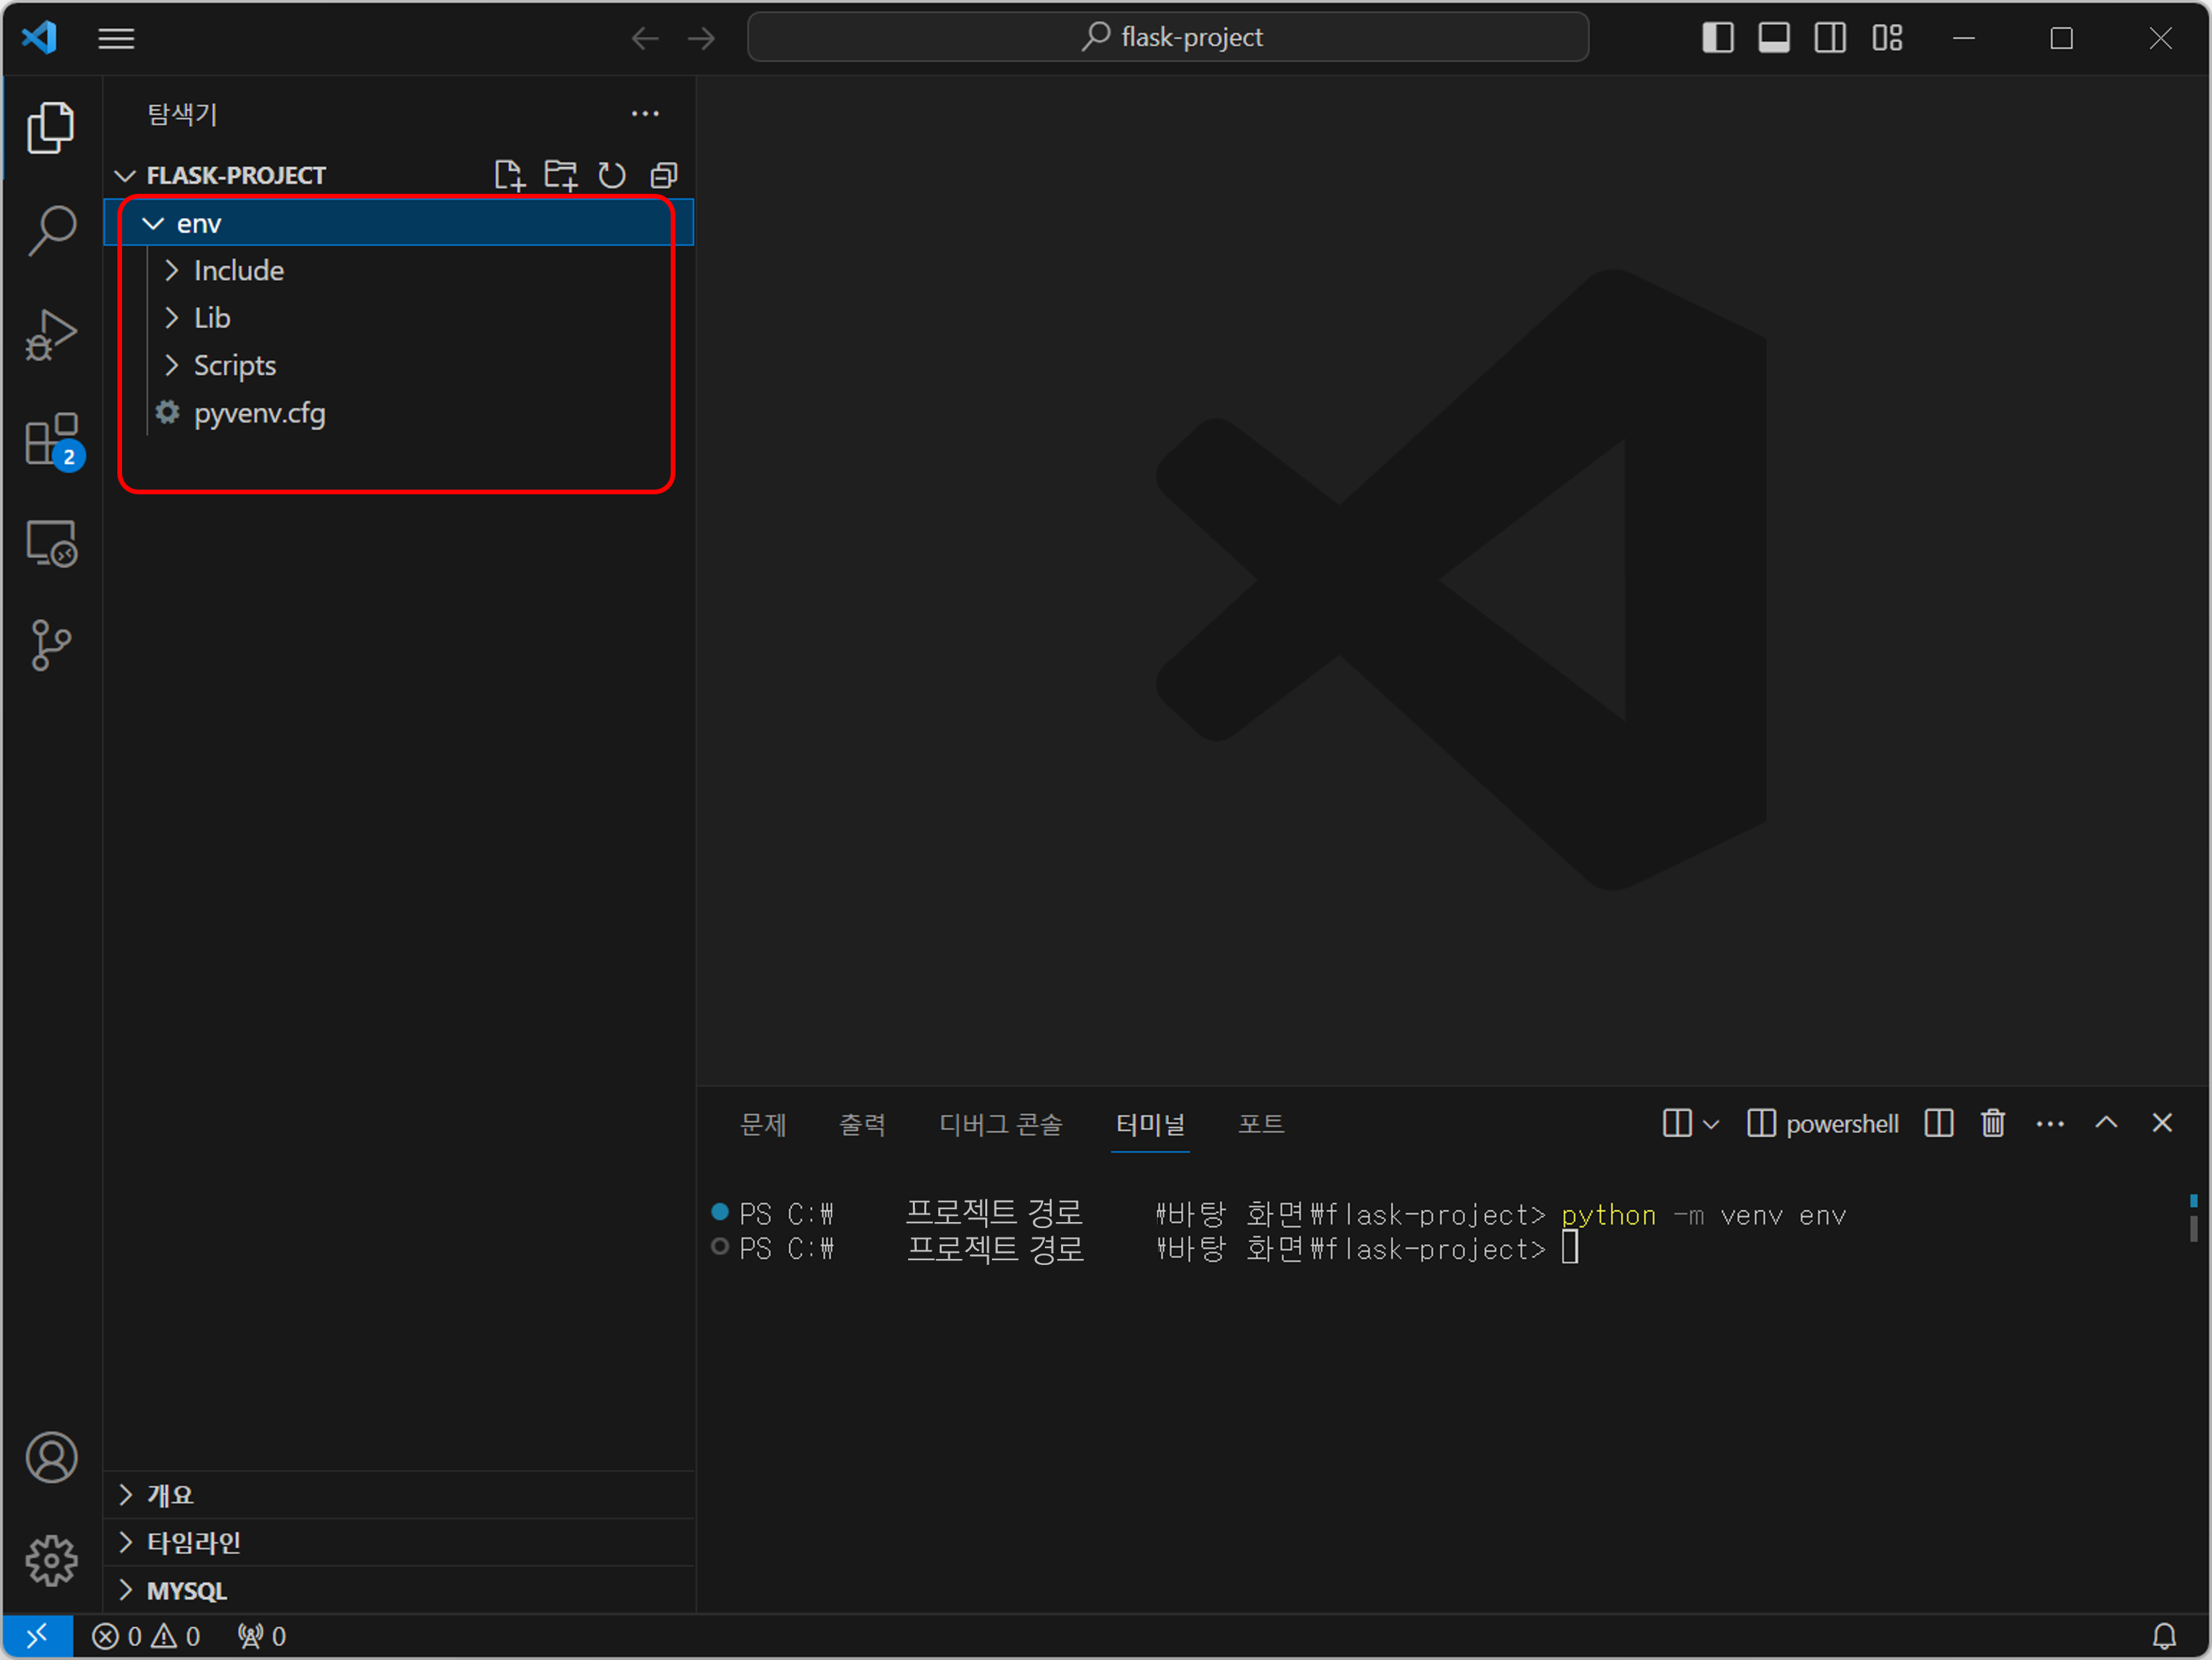 flask-project
탐색기
FLASK-PROJECT
env
Include
Lib
Scripts
pyvenv.cfg
2
문제 출력 디버그 콘솔 터미널 포트 powershell
PS C:₩ 프로젝트 경로 ₩바탕 화면₩flask-project> python -m venv env
PS C:₩ 프로젝트 경로 ₩바탕 화면₩flask-project>
개요
타임라인
MYSQL
0 0 0